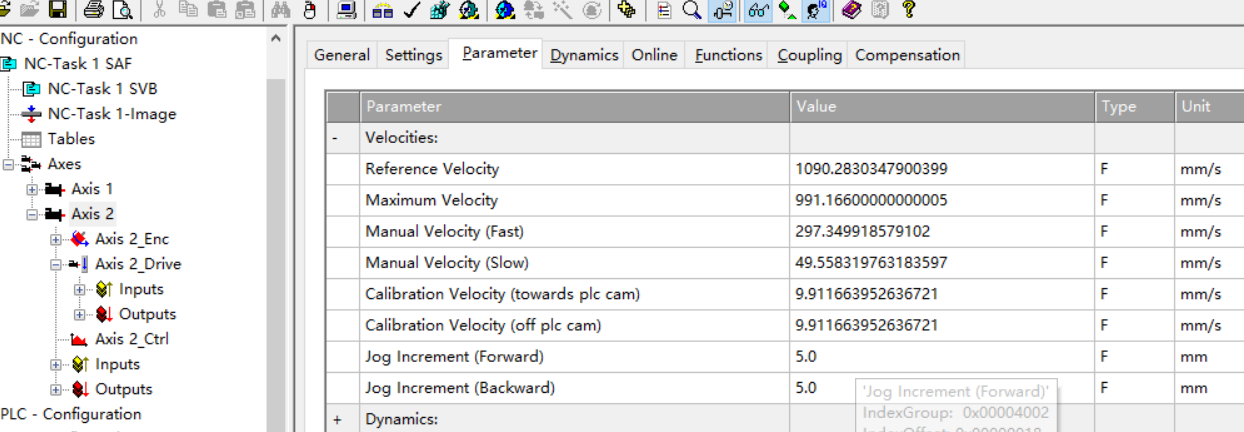 NC - Configuration
NC-Task 1 SAF
NC-Task 1 SVB
NC-Task 1-Image
Tables
Axes
Axis 1
Axis 2
Axis 2_Enc
Axis 2_Drive
Inputs
Outputs
Axis 2_Ctrl
Inputs
Outputs
PLC - Configuration
General Settings Parameter Dynamics Online Functions Coupling Compensation
Parameter Value Type Unit
- Velocities:
Reference Velocity 1090.2830347900399 F mm/s
Maximum Velocity 991.16600000000005 F mm/s
Manual Velocity (Fast) 297.349918579102 F mm/s
Manual Velocity (Slow) 49.558319763183597 F mm/s
Calibration Velocity (towards plc cam) 9.911663952636721 F mm/s
Calibration Velocity (off plc cam) 9.911663952636721 F mm/s
Jog Increment (Forward) 5.0 F mm
Jog Increment (Backward) 5.0 F mm
+ Dynamics:
'Jog Increment (Forward)'
IndexGroup: 0x00004002